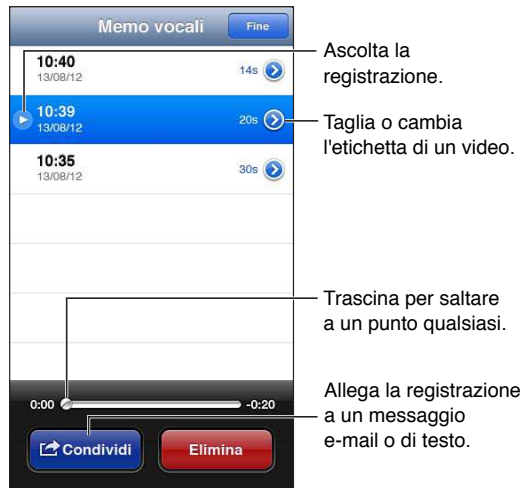 Memo vocali
Fine
10:40
13/08/12
14s
10:39
13/08/12
20s
10:35
13/08/12
30s
0:00
-0:20
Condividi
Elimina
Ascolta la
registrazione.
Taglia o cambia
l'etichetta di un video.
Trascina per saltare
a un punto qualsiasi.
Allega la registrazione
a un messaggio
e-mail o di testo.